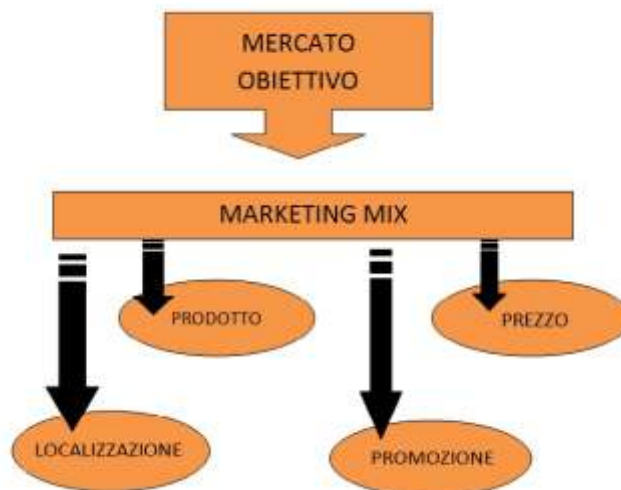 MERCATO
OBIETTIVO
MARKETING MIX
PRODOTTO
PREZZO
LOCALIZZAZIONE
PROMOZIONE